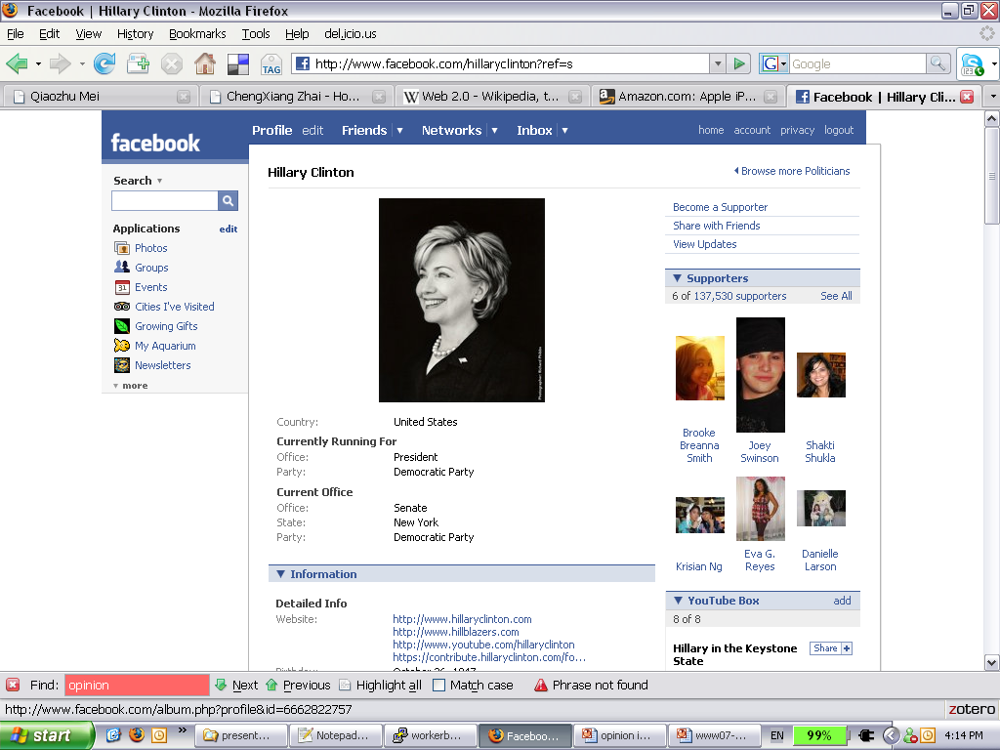 Facebook | Hillary Clinton - Mozilla Firefox
File Edit View History Bookmarks Tools Help del.icio.us
TAG http://www.facebook.com/hillaryclinton?ref=s G Google
Qiaozhu Mei ChengXiang Zhai - Ho... Web 2.0 - Wikipedia, t... Amazon.com: Apple iP... Facebook | Hillary Cli...
facebook Profile edit Friends Networks Inbox home account privacy logout
Search
Applications edit
Photos
Groups
31 Events
Cities I've Visited
Growing Gifts
My Aquarium
Newsletters
more
Hillary Clinton
Browse more Politicians
Country: United States
Currently Running For
Office: President
Party: Democratic Party
Current Office
Office: Senate
State: New York
Party: Democratic Party
Information
Detailed Info
Website: http://www.hillaryclinton.com
http://www.hillblazers.com
http://www.youtube.com/hillaryclinton
https://contribute.hillaryclinton.com/fo...
Birthday: October 26, 1947
Become a Supporter
Share with Friends
View Updates
Supporters
6 of 137,530 supporters See All
Brooke Breanna Smith
Joey Swinson
Shakti Shukla
Krisian Ng
Eva G. Reyes
Danielle Larson
YouTube Box add
8 of 8
Hillary in the Keystone State
Share +
Find: opinion Next Previous Highlight all Match case Phrase not found
http://www.facebook.com/album.php?profile&id=6662822757 zotero
start » present... Notepad... workerb... Faceboo... opinion i... www07-... EN 99% 4:14 PM